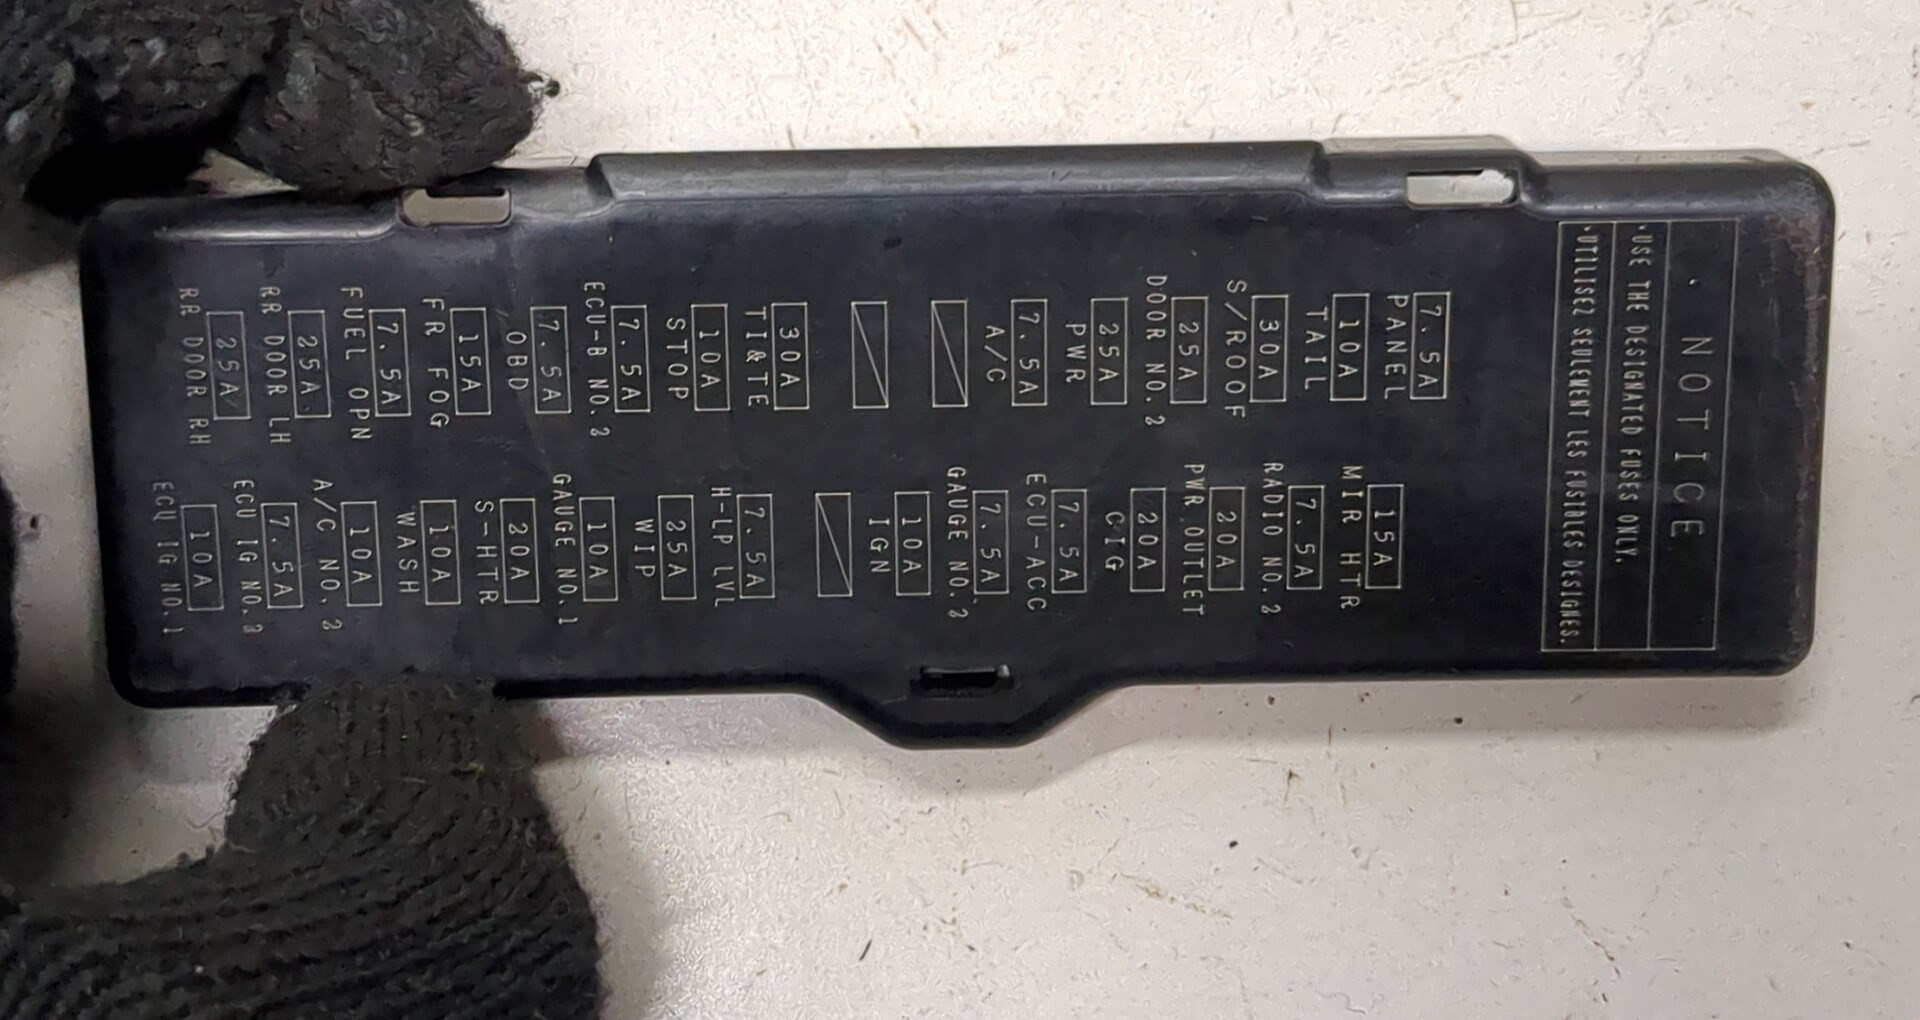 NOTICE
·USE THE DESIGNATED FUSES ONLY.
·UTILISEZ SEULEMENT LES FUSIBLES DESIGNES.
7.5A
PANEL
10A
TAIL
30A
S/ROOF
25A
DOOR NO.2
25A
PWR
7.5A
A/C
30A
TI&TE
10A
STOP
7.5A
ECU-B NO.2
7.5A
OBD
15A
FR FOG
7.5A
FUEL OPN
25A
RR DOOR LH
25A
RR DOOR RH
15A
MIR HTR
7.5A
RADIO NO.2
20A
PWR OUTLET
20A
CIG
7.5A
ECU-ACC
7.5A
GAUGE NO.2
10A
IGN
7.5A
H-LP LVL
25A
WIP
10A
GAUGE NO.1
20A
S-HTR
10A
WASH
10A
A/C NO.2
7.5A
ECU IG NO.2
10A
ECU IG NO.1